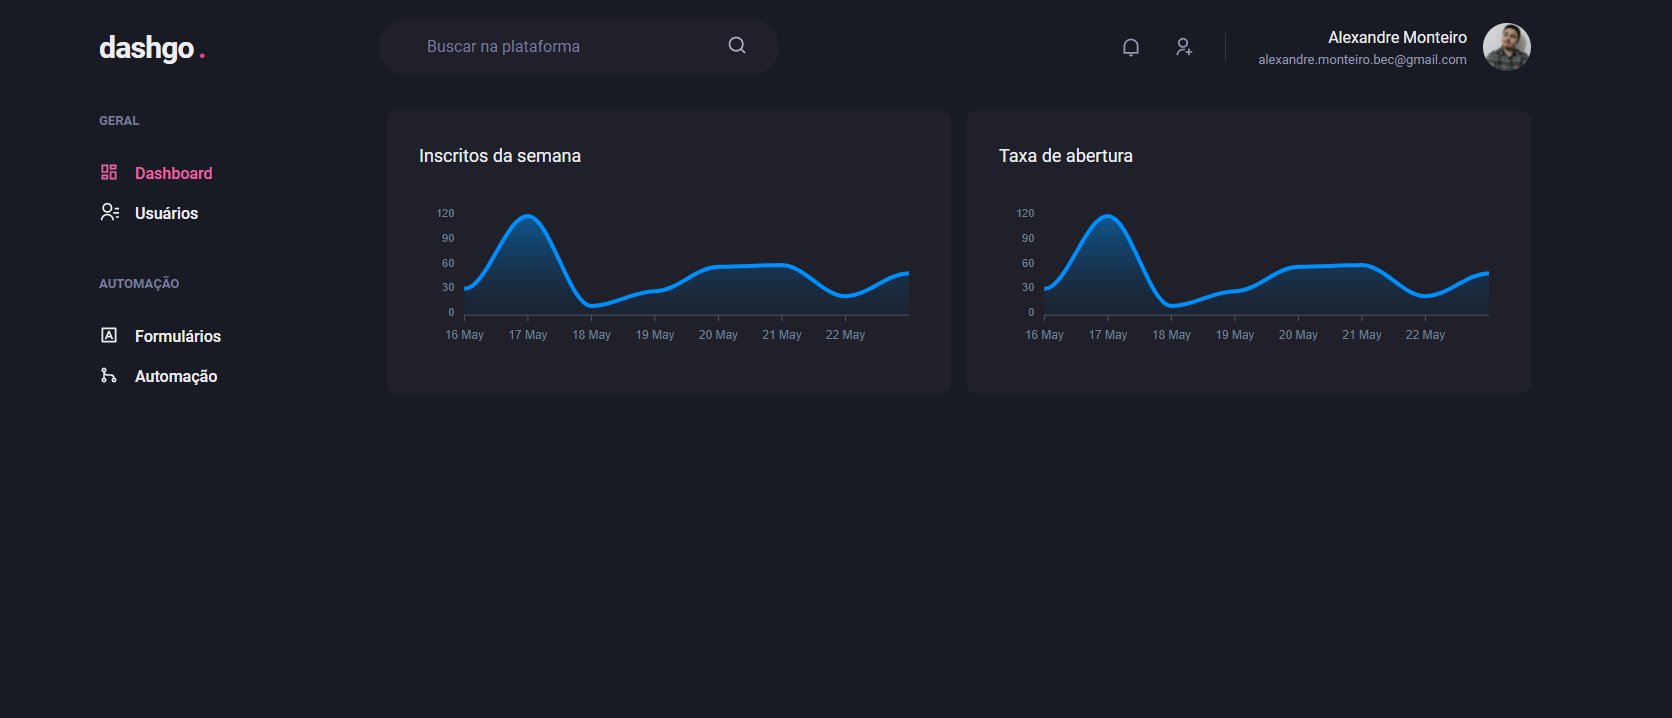 dashgo .
Buscar na plataforma
Alexandre Monteiro
alexandre.monteiro.bec@gmail.com
GERAL
Dashboard
Usuários
AUTOMAÇÃO
Formulários
Automação
Inscritos da semana
120
90
60
30
0
16 May 17 May 18 May 19 May 20 May 21 May 22 May
Taxa de abertura
120
90
60
30
0
16 May 17 May 18 May 19 May 20 May 21 May 22 May